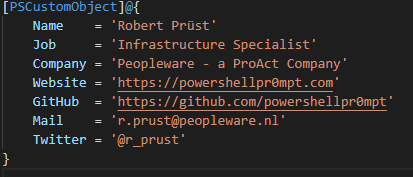 [PSCustomObject]@{
    Name    = 'Robert Prüst'
    Job     = 'Infrastructure Specialist'
    Company = 'Peopleware - a ProAct Company'
    Website = 'https://powershellpr0mpt.com'
    GitHub  = 'https://github.com/powershellpr0mpt'
    Mail    = 'r.prust@peopleware.nl'
    Twitter = '@r_prust'
}